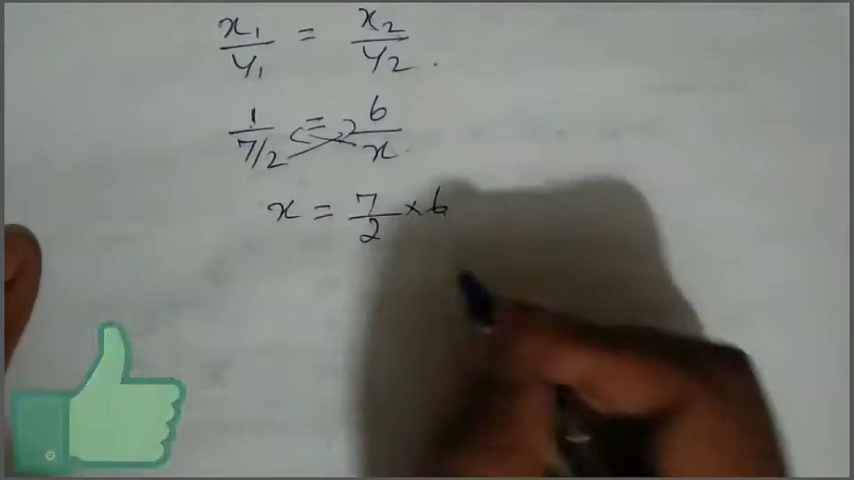 x₁/y₁ = x₂/y₂.
1/7/2 = 6/x
x = 7/2 × 6